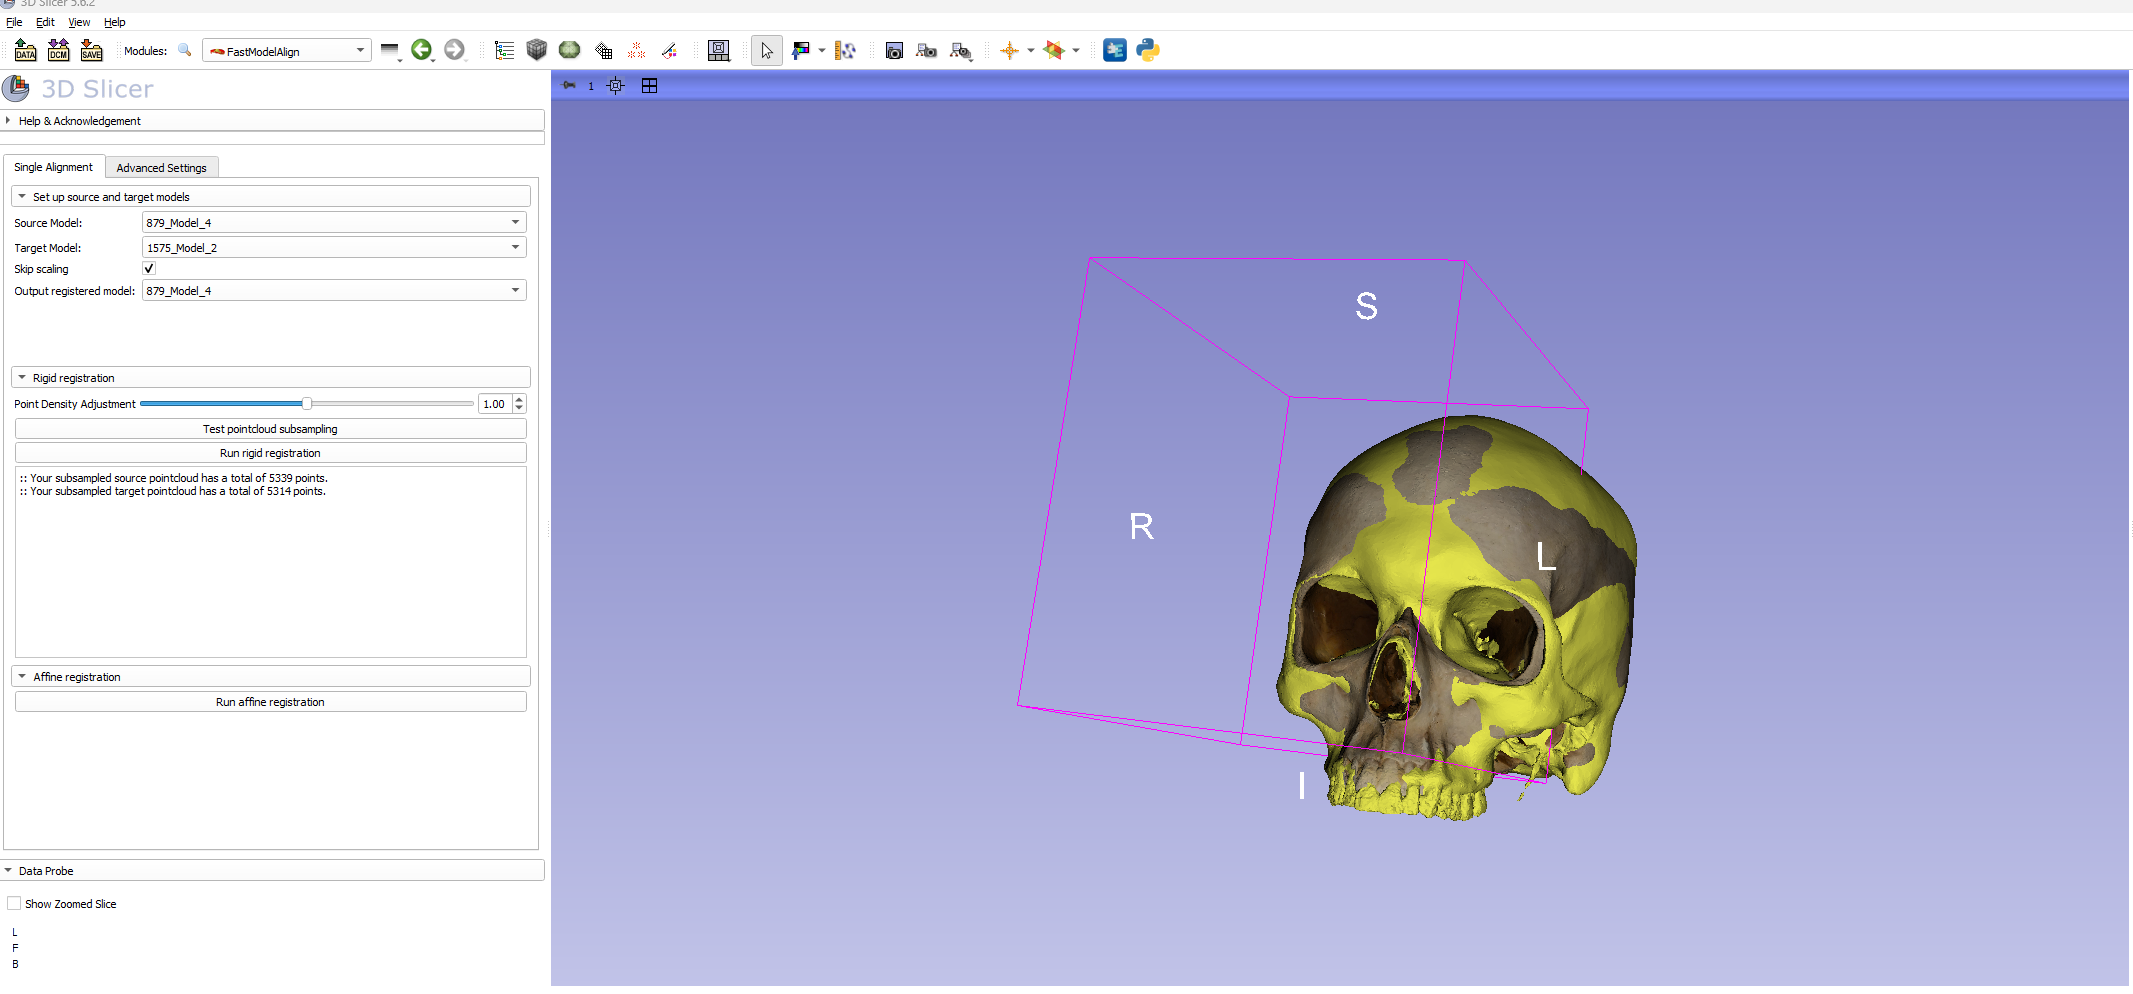 3D Slicer 5.6.2
File Edit View Help
DATA DCM SAVE Modules: FastModelAlign
3D Slicer
1
Help & Acknowledgement
Single Alignment Advanced Settings
Set up source and target models
Source Model: 879_Model_4
Target Model: 1575_Model_2
Skip scaling
Output registered model: 879_Model_4
Rigid registration
Point Density Adjustment 1.00
Test pointcloud subsampling
Run rigid registration
:: Your subsampled source pointcloud has a total of 5339 points.
:: Your subsampled target pointcloud has a total of 5314 points.
Affine registration
Run affine registration
Data Probe
Show Zoomed Slice
L
F
B
S
R
L
I